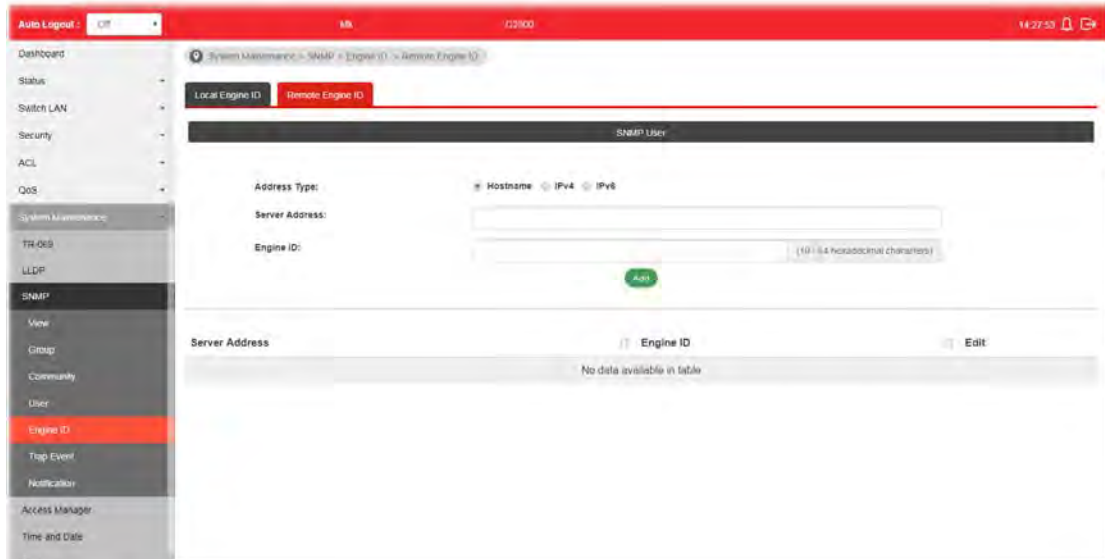 Auto Logout : Off
G2800
14:27:53
System Maintenance > SNMP > Engine ID > Remote Engine ID
Dashboard
Status
Switch LAN
Security
ACL
QoS
System Maintenance
TR-069
LLDP
SNMP
View
Group
Community
User
Engine ID
Trap Event
Notification
Access Manager
Time and Date
Local Engine ID
Remote Engine ID
SNMP User
Address Type: Hostname IPv4 IPv6
Server Address:
Engine ID: (10 - 64 hexadecimal characters)
Add
Server Address Engine ID Edit
No data available in table